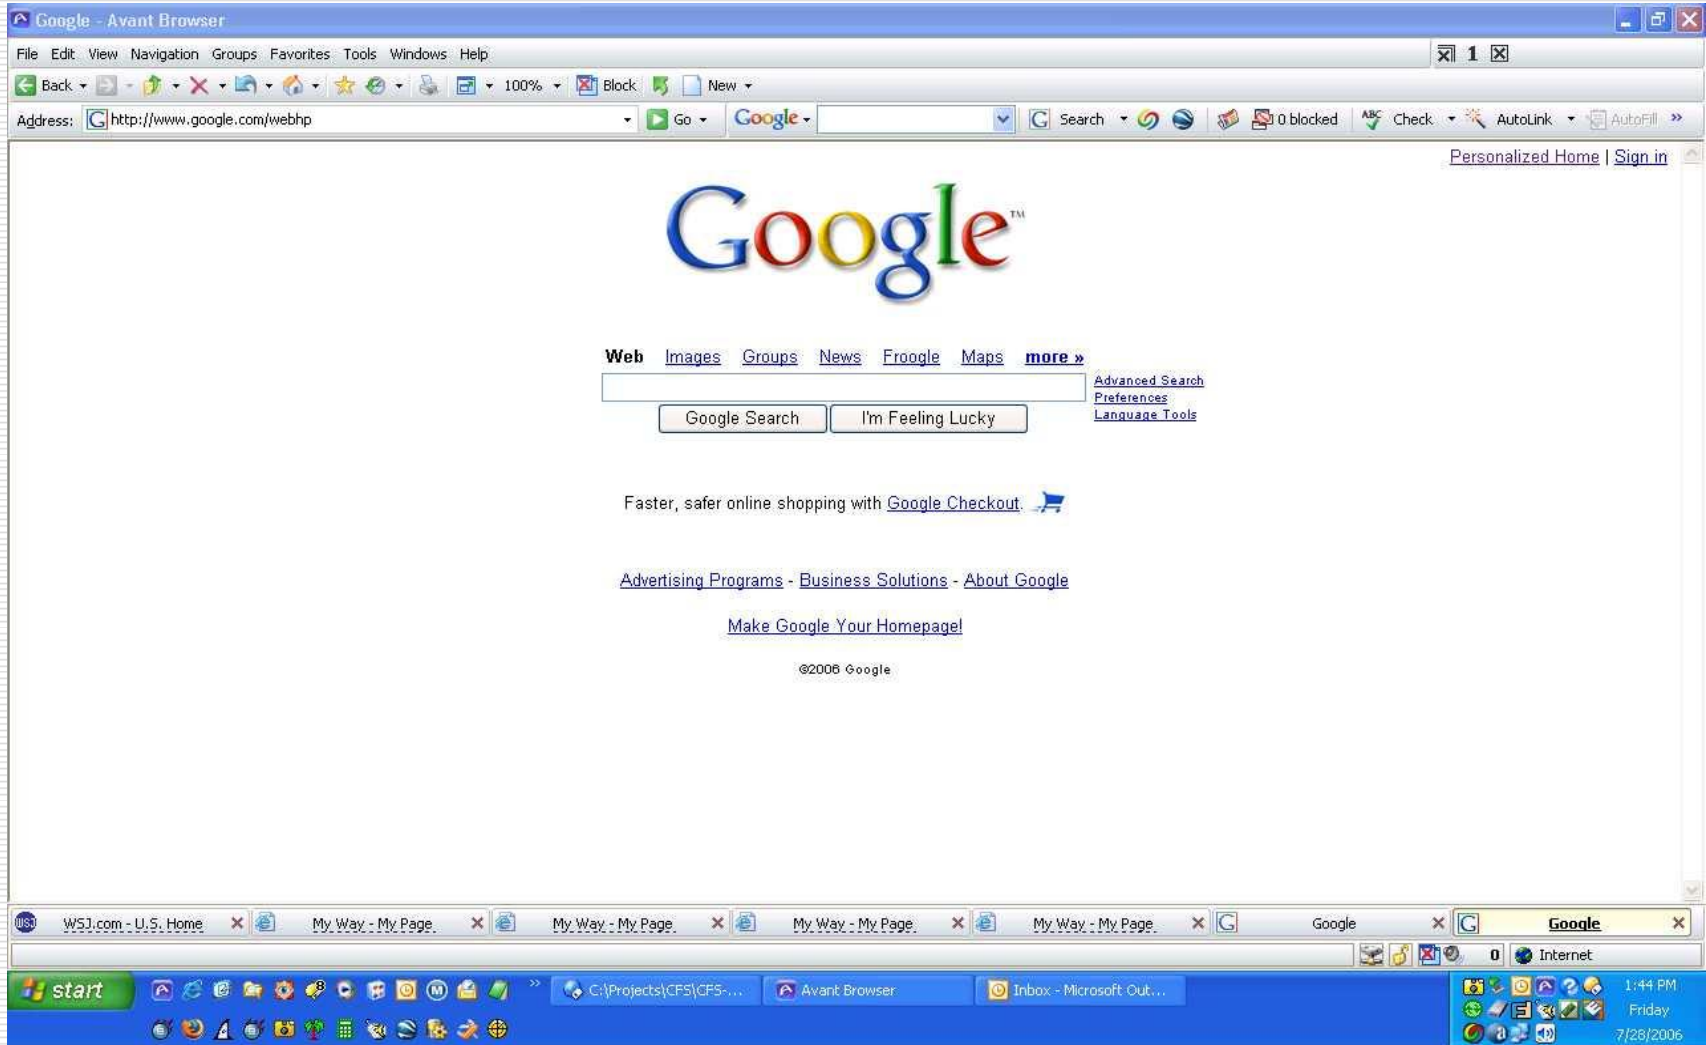 Google - Avant Browser
File Edit View Navigation Groups Favorites Tools Windows Help 1
Back 100% Block New
Address: http://www.google.com/webhp Go Google Search 0 blocked ABC Check AutoLink AutoFill »
Personalized Home | Sign in
Google™
Web Images Groups News Froogle Maps more »
Advanced Search
Preferences
Language Tools
Google Search I'm Feeling Lucky
Faster, safer online shopping with Google Checkout.
Advertising Programs - Business Solutions - About Google
Make Google Your Homepage!
©2006 Google
WSJ WSJ.com - U.S. Home My Way - My Page My Way - My Page My Way - My Page My Way - My Page Google Google
0 Internet
start » C:\Projects\CFS\CFS-... Avant Browser Inbox - Microsoft Out... 1:44 PM
Friday
7/28/2006